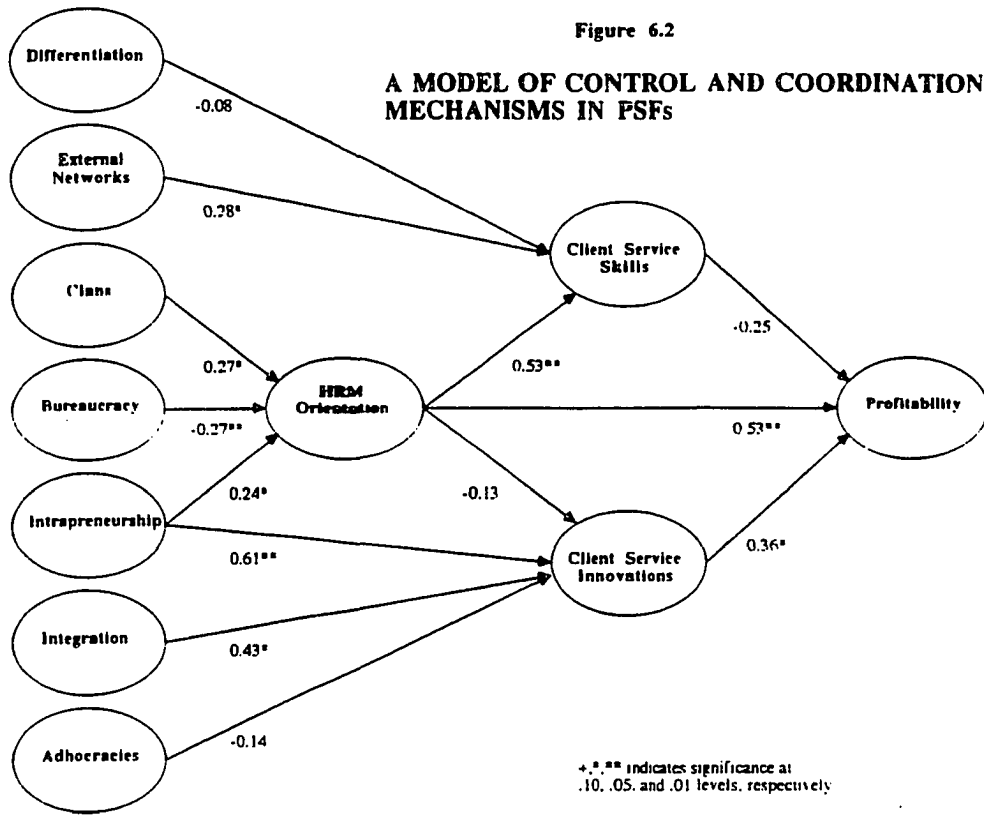 Figure 6.2
A MODEL OF CONTROL AND COORDINATION
MECHANISMS IN PSFs
Differentiation
-0.08
External
Networks
0.28*
Clans
0.27*
Bureaucracy
-0.27**
Intrapreneurship
0.24*
0.61**
Integration
0.43*
Adhocracies
-0.14
HRM
Orientation
0.53**
0.53**
-0.13
Client Service
Skills
-0.25
Client Service
Innovations
0.36*
Profitability
+,*,** indicates significance at
.10, .05, and .01 levels, respectively